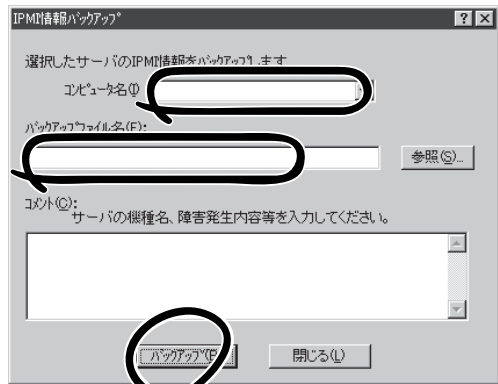 IPMI情報バックアップ
選択したサーバのIPMI情報をバックアップします
コンピュータ名(I)
バックアップファイル名(F):
参照(S)...
コメント(C):
サーバの機種名、障害発生内容等を入力してください。
バックアップ(P)
閉じる(L)